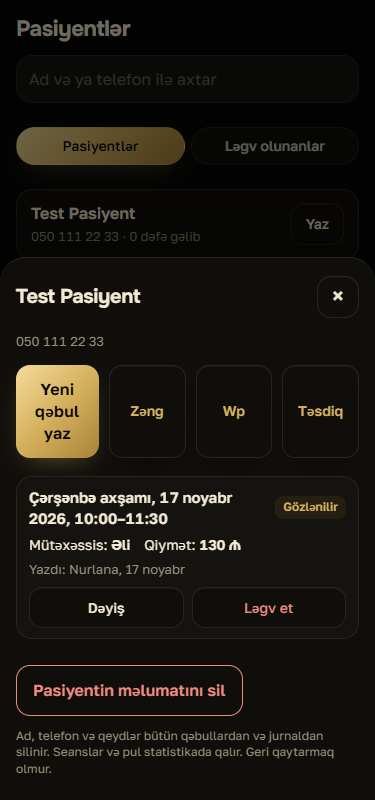 Pasiyentlər
Ad və ya telefon ilə axtar
Pasiyentlər
Ləğv olunanlar
Test Pasiyent
050 111 22 33 · 0 dəfə gəlib
Yaz
Test Pasiyent
×
050 111 22 33
Yeni
qəbul
yaz
Zəng
Wp
Təsdiq
Çərşənbə axşamı, 17 noyabr
2026, 10:00–11:30
Gözlənilir
Mütəxəssis: Əli Qiymət: 130 ₼
Yazdı: Nurlana, 17 noyabr
Dəyiş
Ləğv et
Pasiyentin məlumatını sil
Ad, telefon və qeydlər bütün qəbullardan və jurnaldan
silinir. Seanslar və pul statistikada qalır. Geri qaytarmaq
olmur.